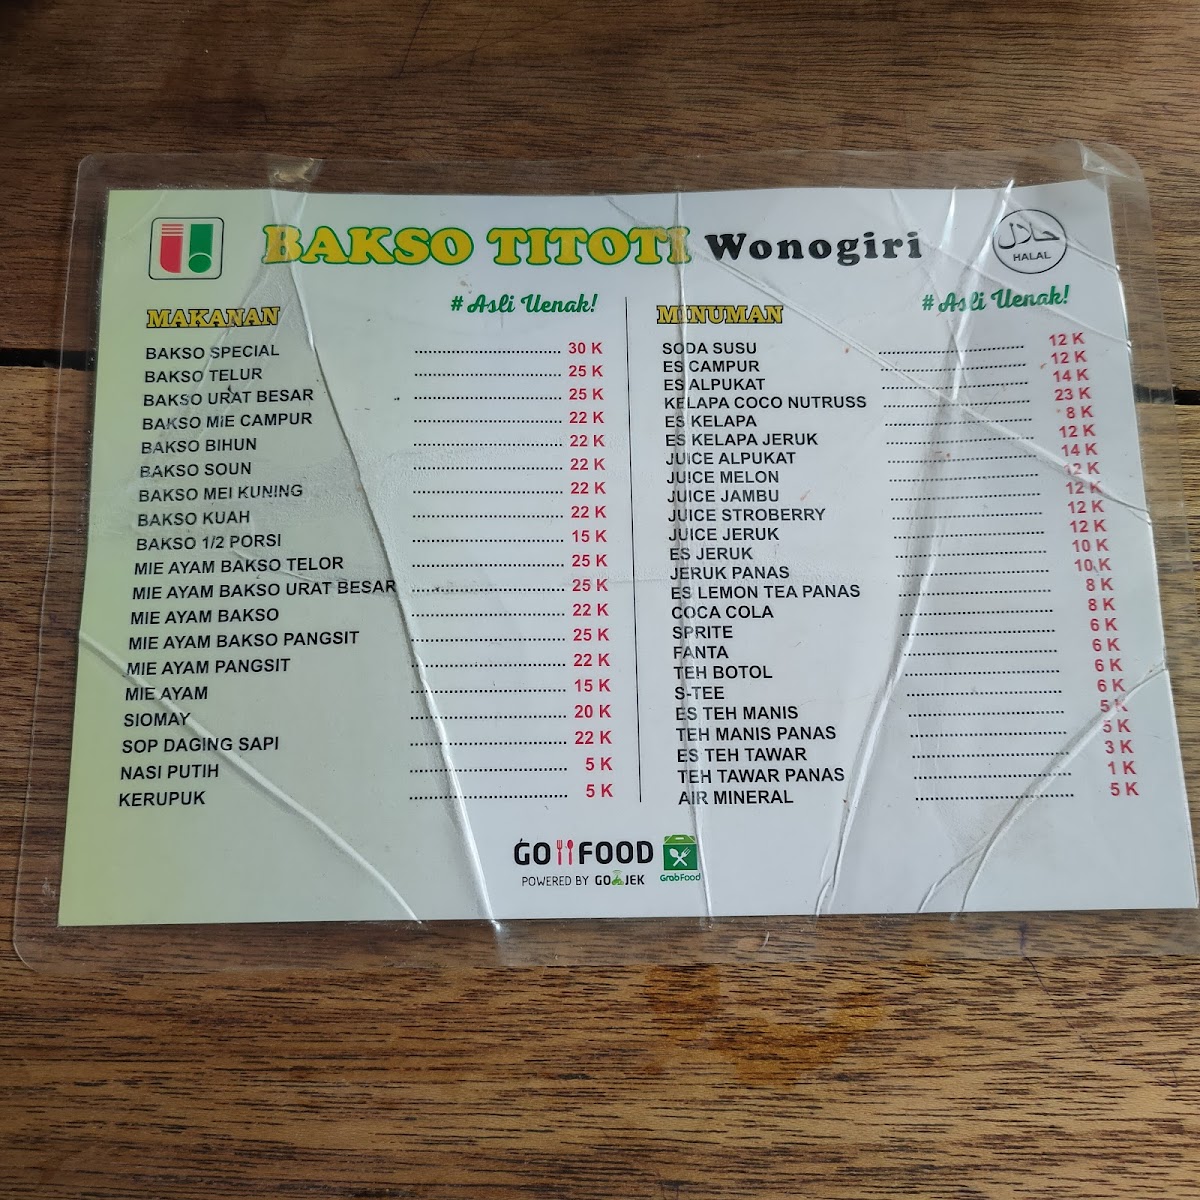 BAKSO TITOTI Wonogiri
حلال
HALAL
# Asli Uenak!
MAKANAN
BAKSO SPECIAL 30 K
BAKSO TELUR 25 K
BAKSO URAT BESAR 25 K
BAKSO MIE CAMPUR 22 K
BAKSO BIHUN 22 K
BAKSO SOUN 22 K
BAKSO MEI KUNING 22 K
BAKSO KUAH 22 K
BAKSO 1/2 PORSI 15 K
MIE AYAM BAKSO TELOR 25 K
MIE AYAM BAKSO URAT BESAR 25 K
MIE AYAM BAKSO 22 K
MIE AYAM BAKSO PANGSIT 25 K
MIE AYAM PANGSIT 22 K
MIE AYAM 15 K
SIOMAY 20 K
SOP DAGING SAPI 22 K
NASI PUTIH 5 K
KERUPUK 5 K
# Asli Uenak!
MINUMAN
SODA SUSU 12 K
ES CAMPUR 12 K
ES ALPUKAT 14 K
KELAPA COCO NUTRUSS 23 K
ES KELAPA 8 K
ES KELAPA JERUK 12 K
JUICE ALPUKAT 14 K
JUICE MELON 12 K
JUICE JAMBU 12 K
JUICE STROBERRY 12 K
JUICE JERUK 12 K
ES JERUK 10 K
JERUK PANAS 10 K
ES LEMON TEA PANAS 8 K
COCA COLA 8 K
SPRITE 6 K
FANTA 6 K
TEH BOTOL 6 K
S-TEE 6 K
ES TEH MANIS 5 K
TEH MANIS PANAS 5 K
ES TEH TAWAR 3 K
TEH TAWAR PANAS 1 K
AIR MINERAL 5 K
GO FOOD
POWERED BY GO JEK
GrabFood